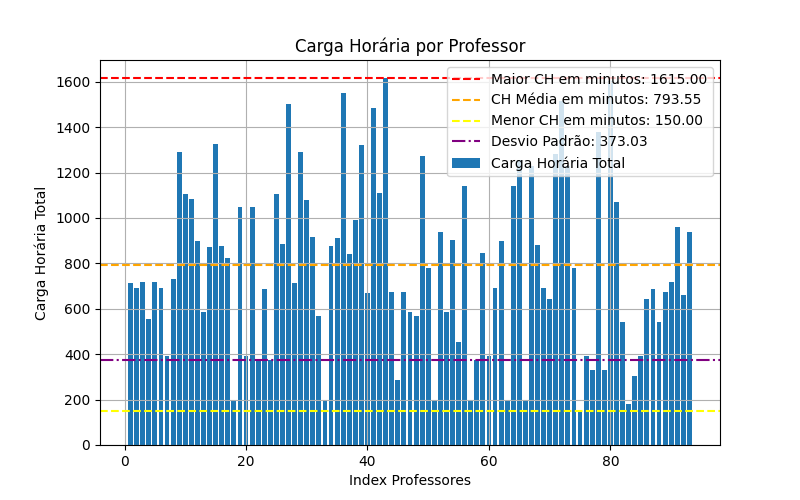 Carga Horária por Professor
Maior CH em minutos: 1615.00
CH Média em minutos: 793.55
Menor CH em minutos: 150.00
Desvio Padrão: 373.03
Carga Horária Total
Carga Horária Total
1600
1400
1200
1000
800
600
400
200
0
0 20 40 60 80
Index Professores